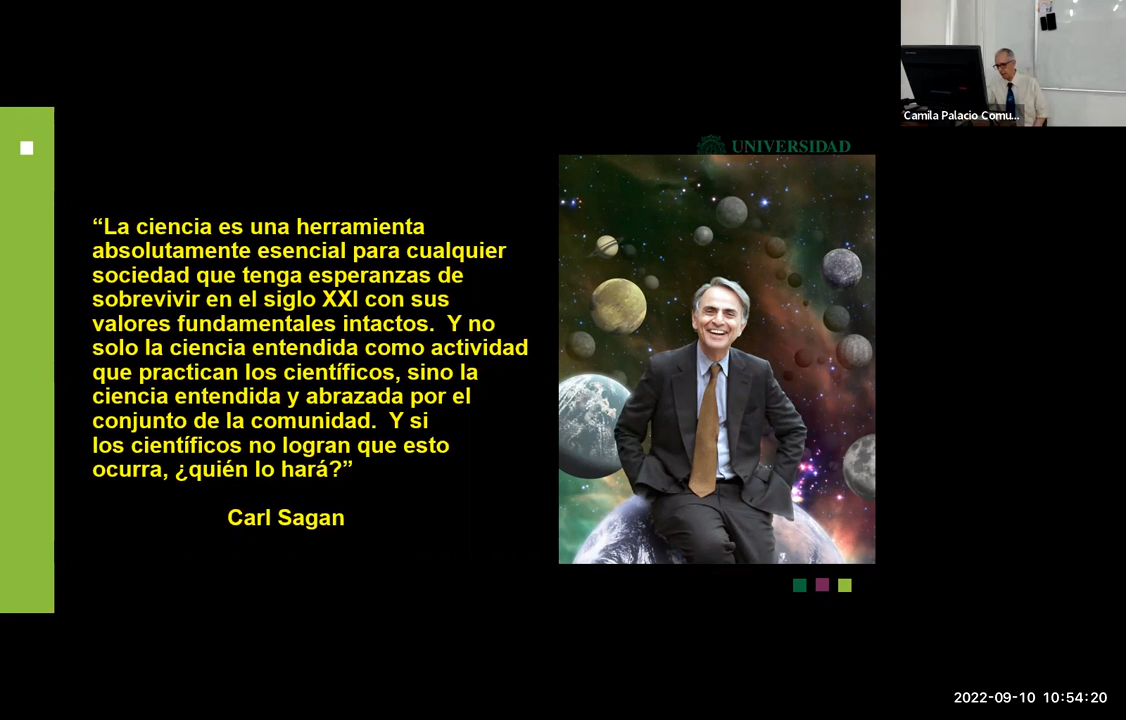 Camila Palacio Comu...
UNIVERSIDAD
“La ciencia es una herramienta
absolutamente esencial para cualquier
sociedad que tenga esperanzas de
sobrevivir en el siglo XXI con sus
valores fundamentales intactos.  Y no
solo la ciencia entendida como actividad
que practican los científicos, sino la
ciencia entendida y abrazada por el
conjunto de la comunidad.  Y si
los científicos no logran que esto
ocurra, ¿quién lo hará?”
Carl Sagan
2022-09-10 10:54:20